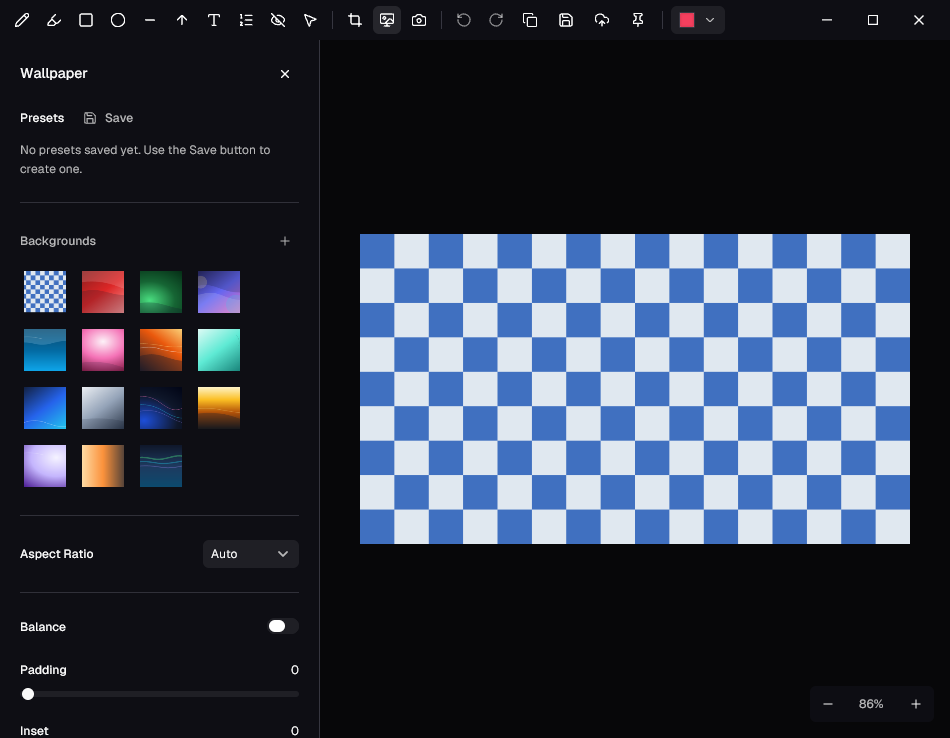 Wallpaper
Presets
Save
No presets saved yet. Use the Save button to
create one.
Backgrounds
Aspect Ratio
Auto
Balance
Padding
0
Inset
0
86%